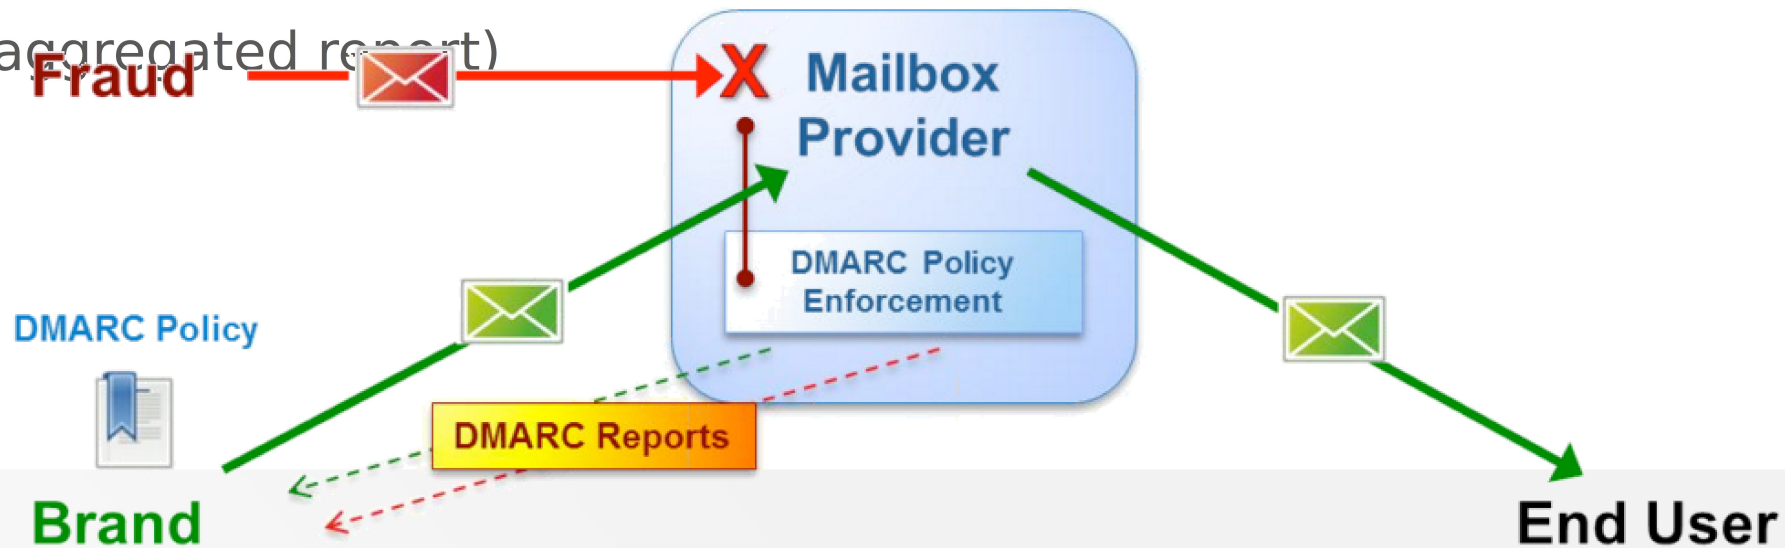 aggregated report)
Fraud
X
Mailbox
Provider
DMARC Policy
Enforcement
DMARC Policy
DMARC Reports
Brand
End User